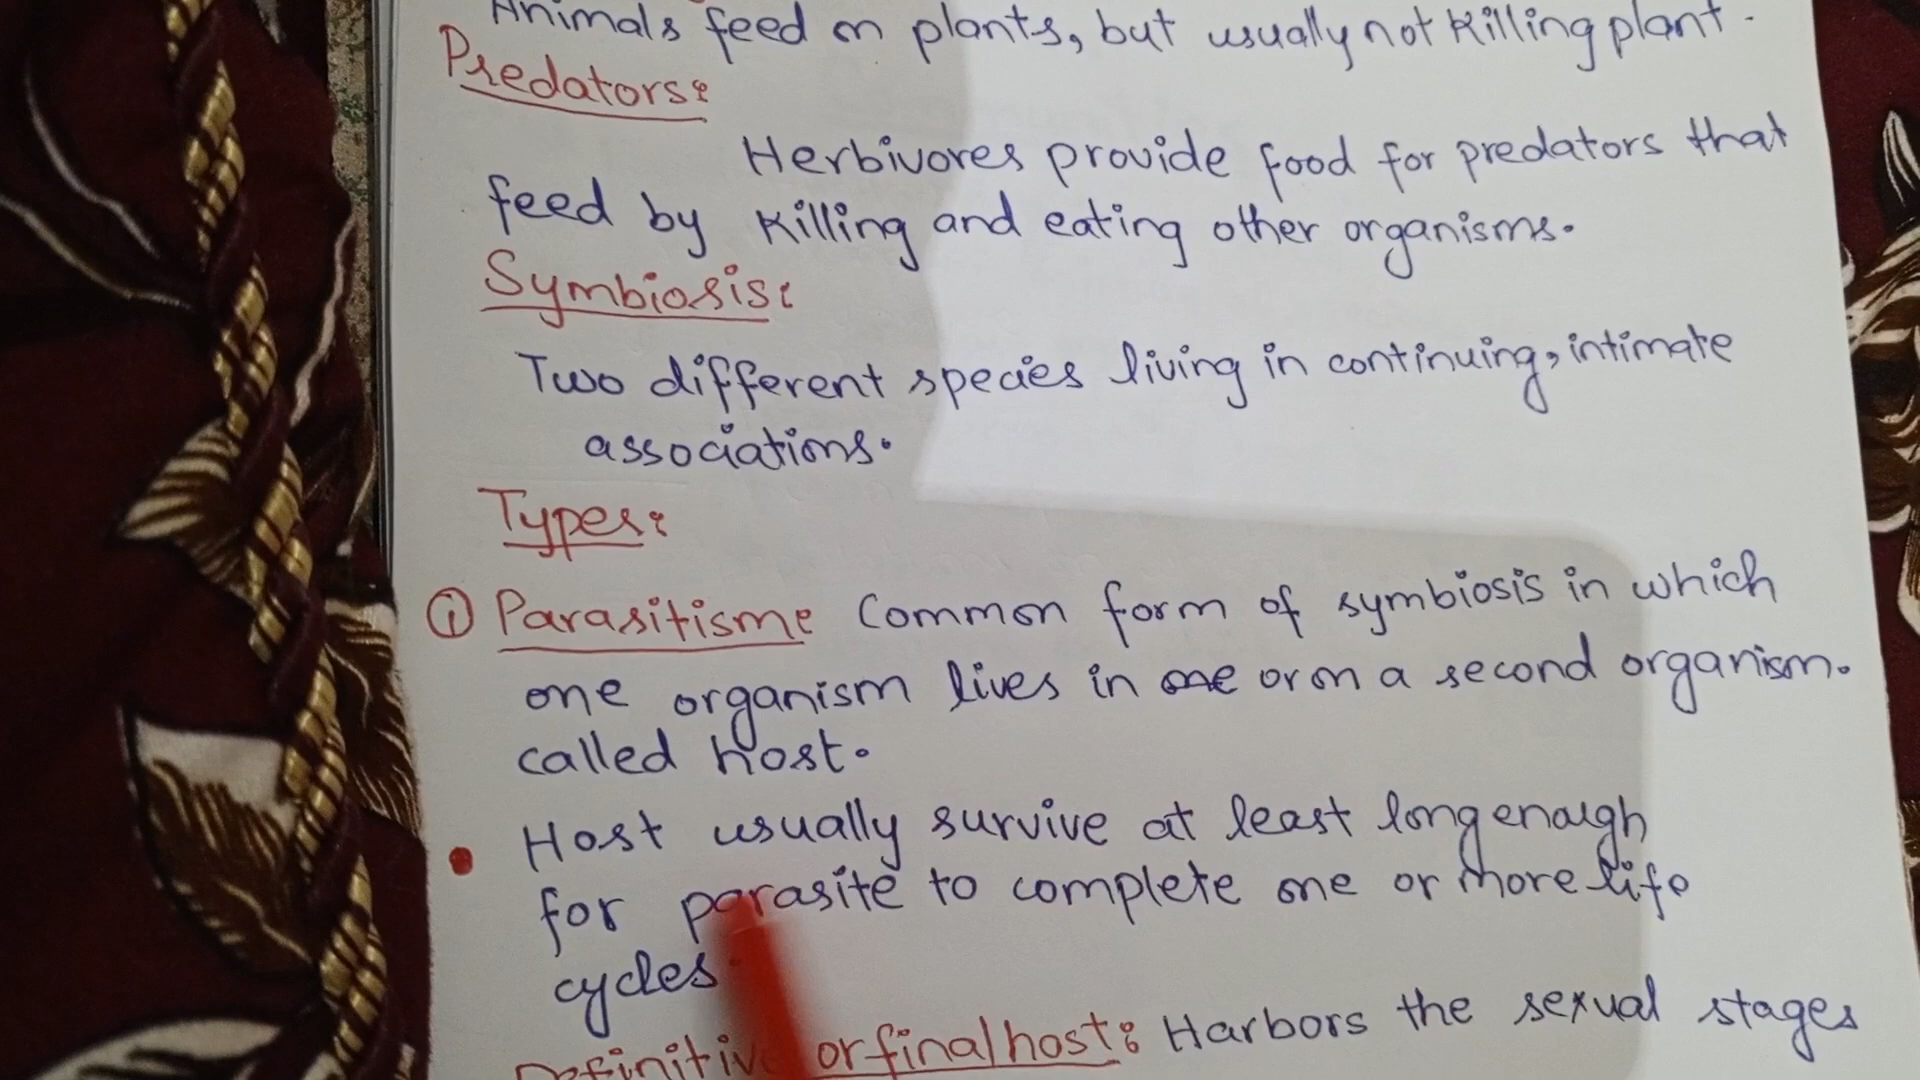 Animals feed on plants, but usually not killing plant.
Predators:
Herbivores provide food for predators that
feed by killing and eating other organisms.
Symbiosis:
Two different species living in continuing, intimate
associations.
Types:
① Parasitism: Common form of symbiosis in which
one organism lives in or on a second organism.
called host.
• Host usually survive at least long enough
for parasite to complete one or more life
cycles
Definitive or final host: Harbors the sexual stages